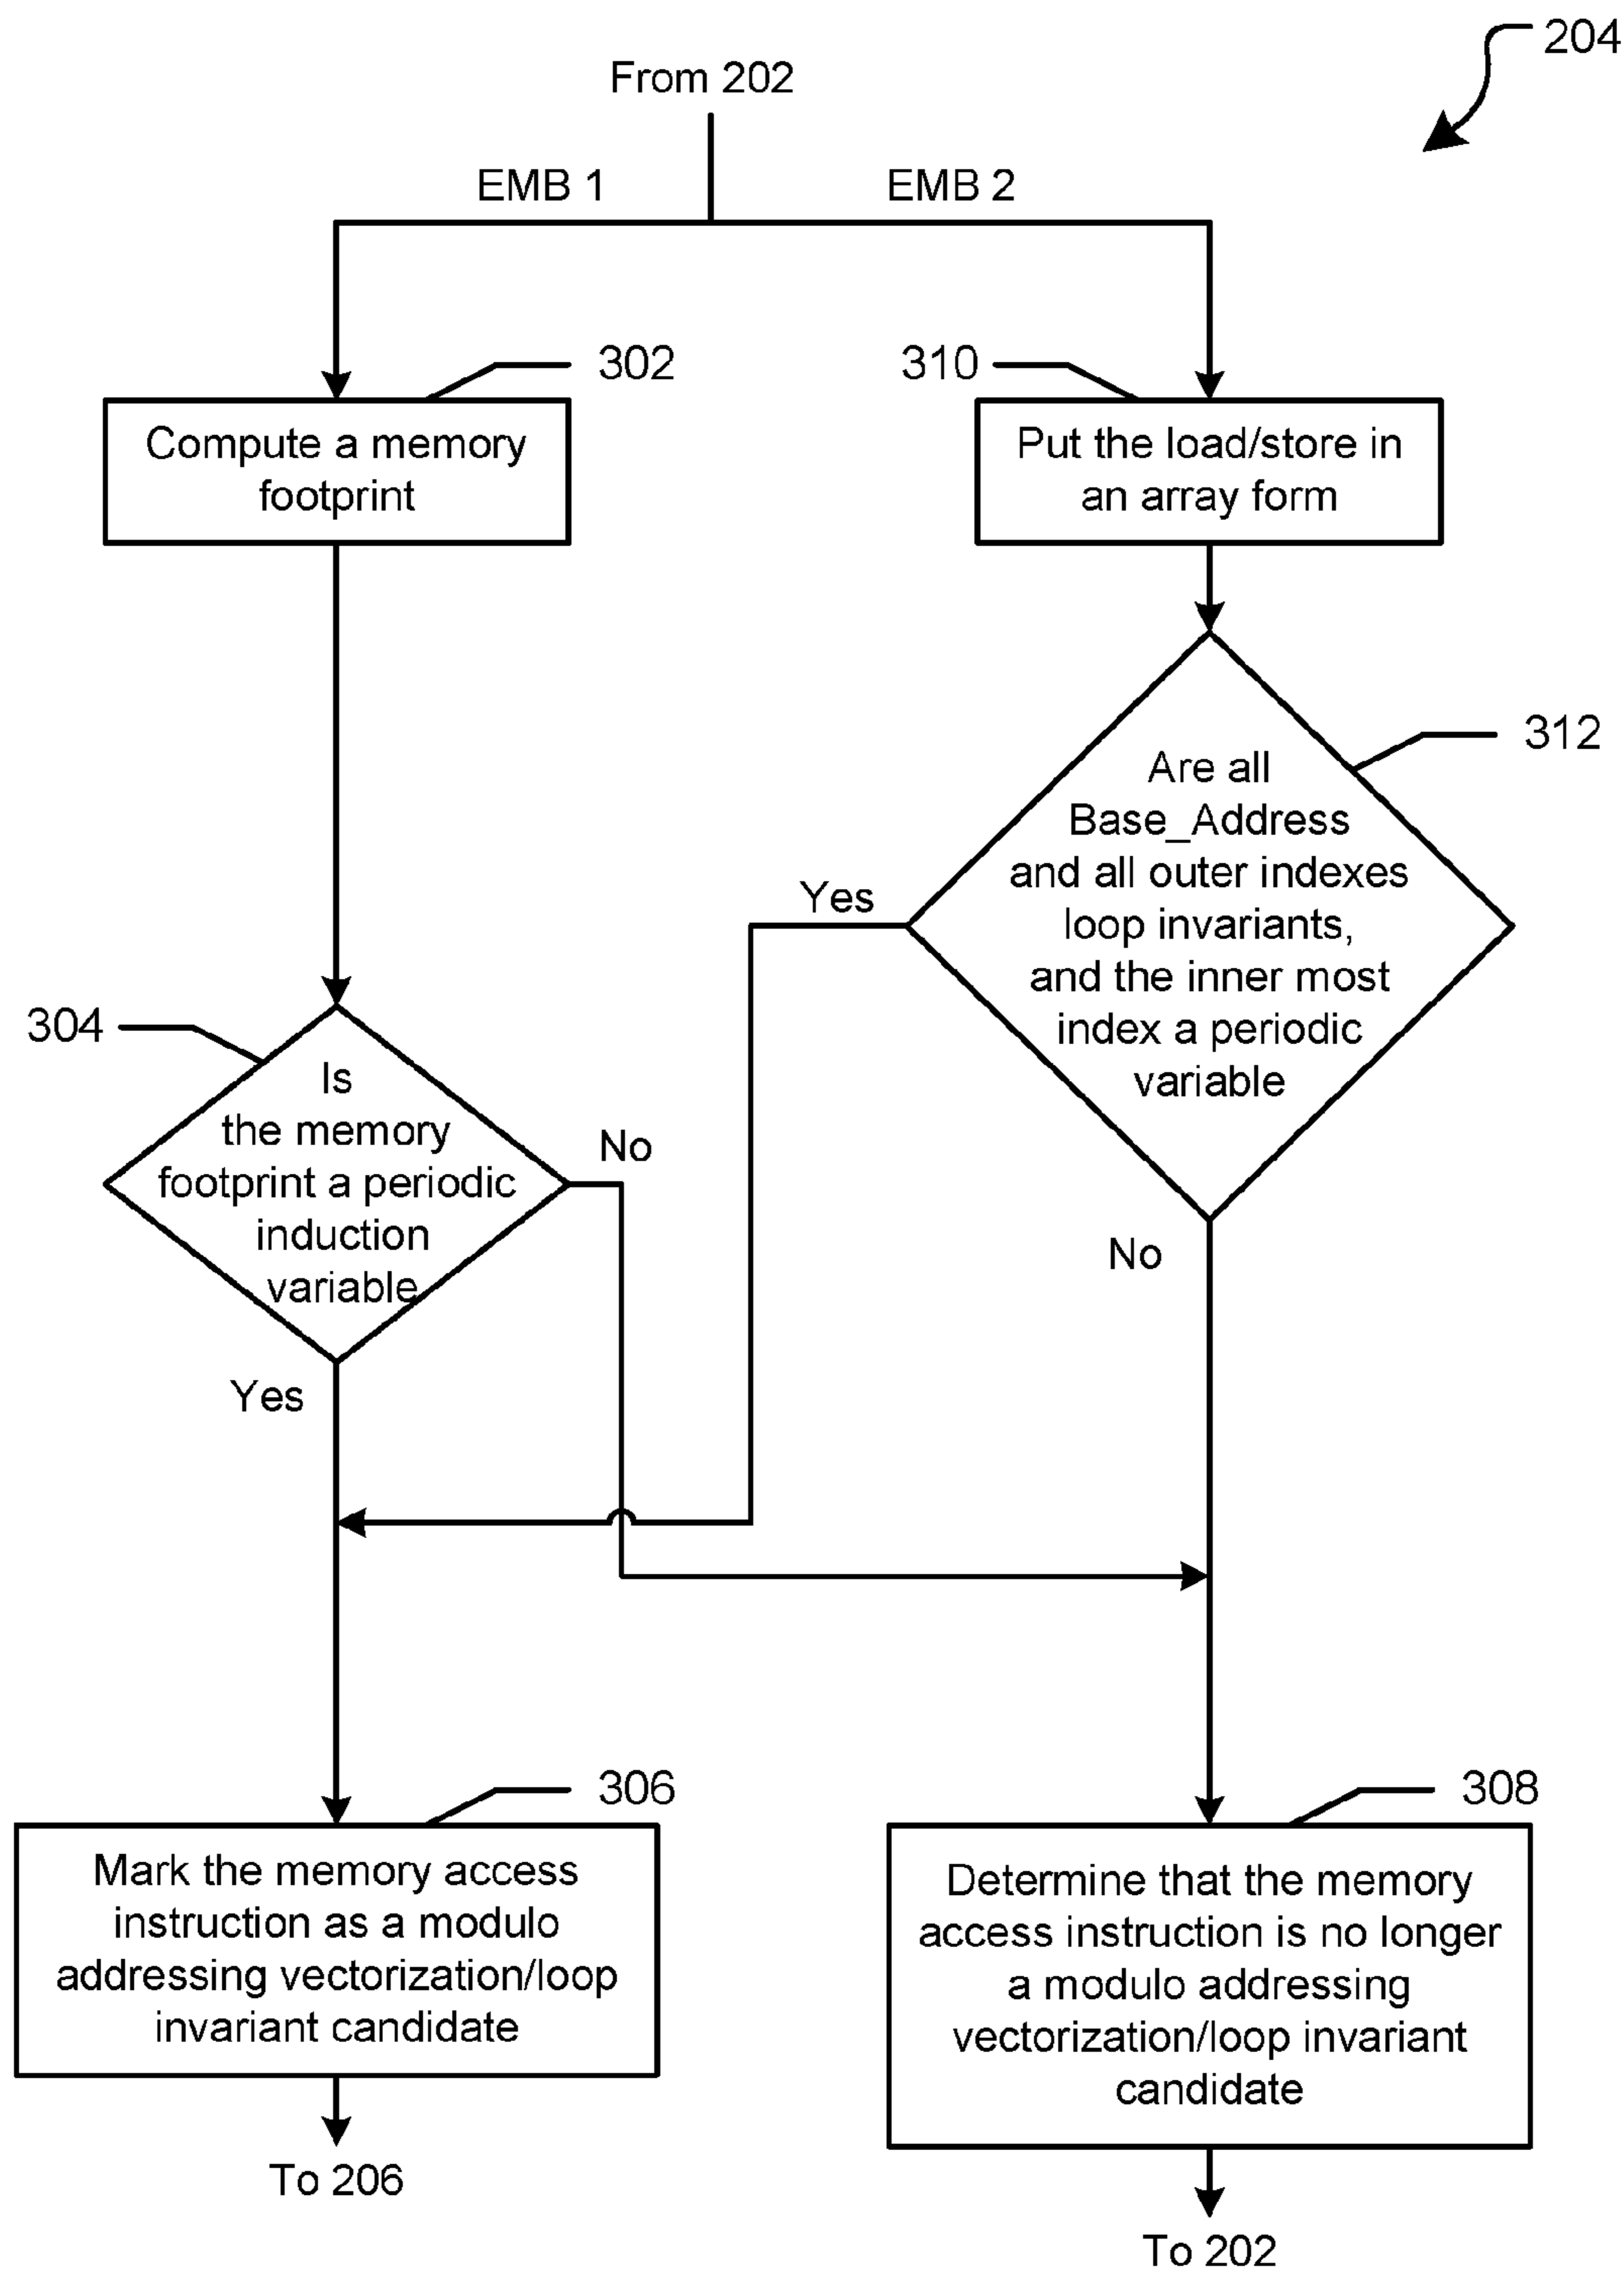 204
From 202
EMB 1
EMB 2
302
310
Compute a memory
footprint
Put the load/store in
an array form
312
Are all
Base_Address
and all outer indexes
loop invariants,
and the inner most
index a periodic
variable
Yes
No
304
Is
the memory
footprint a periodic
induction
variable
No
Yes
306
308
Mark the memory access
instruction as a modulo
addressing vectorization/loop
invariant candidate
Determine that the memory
access instruction is no longer
a modulo addressing
vectorization/loop invariant
candidate
To 206
To 202